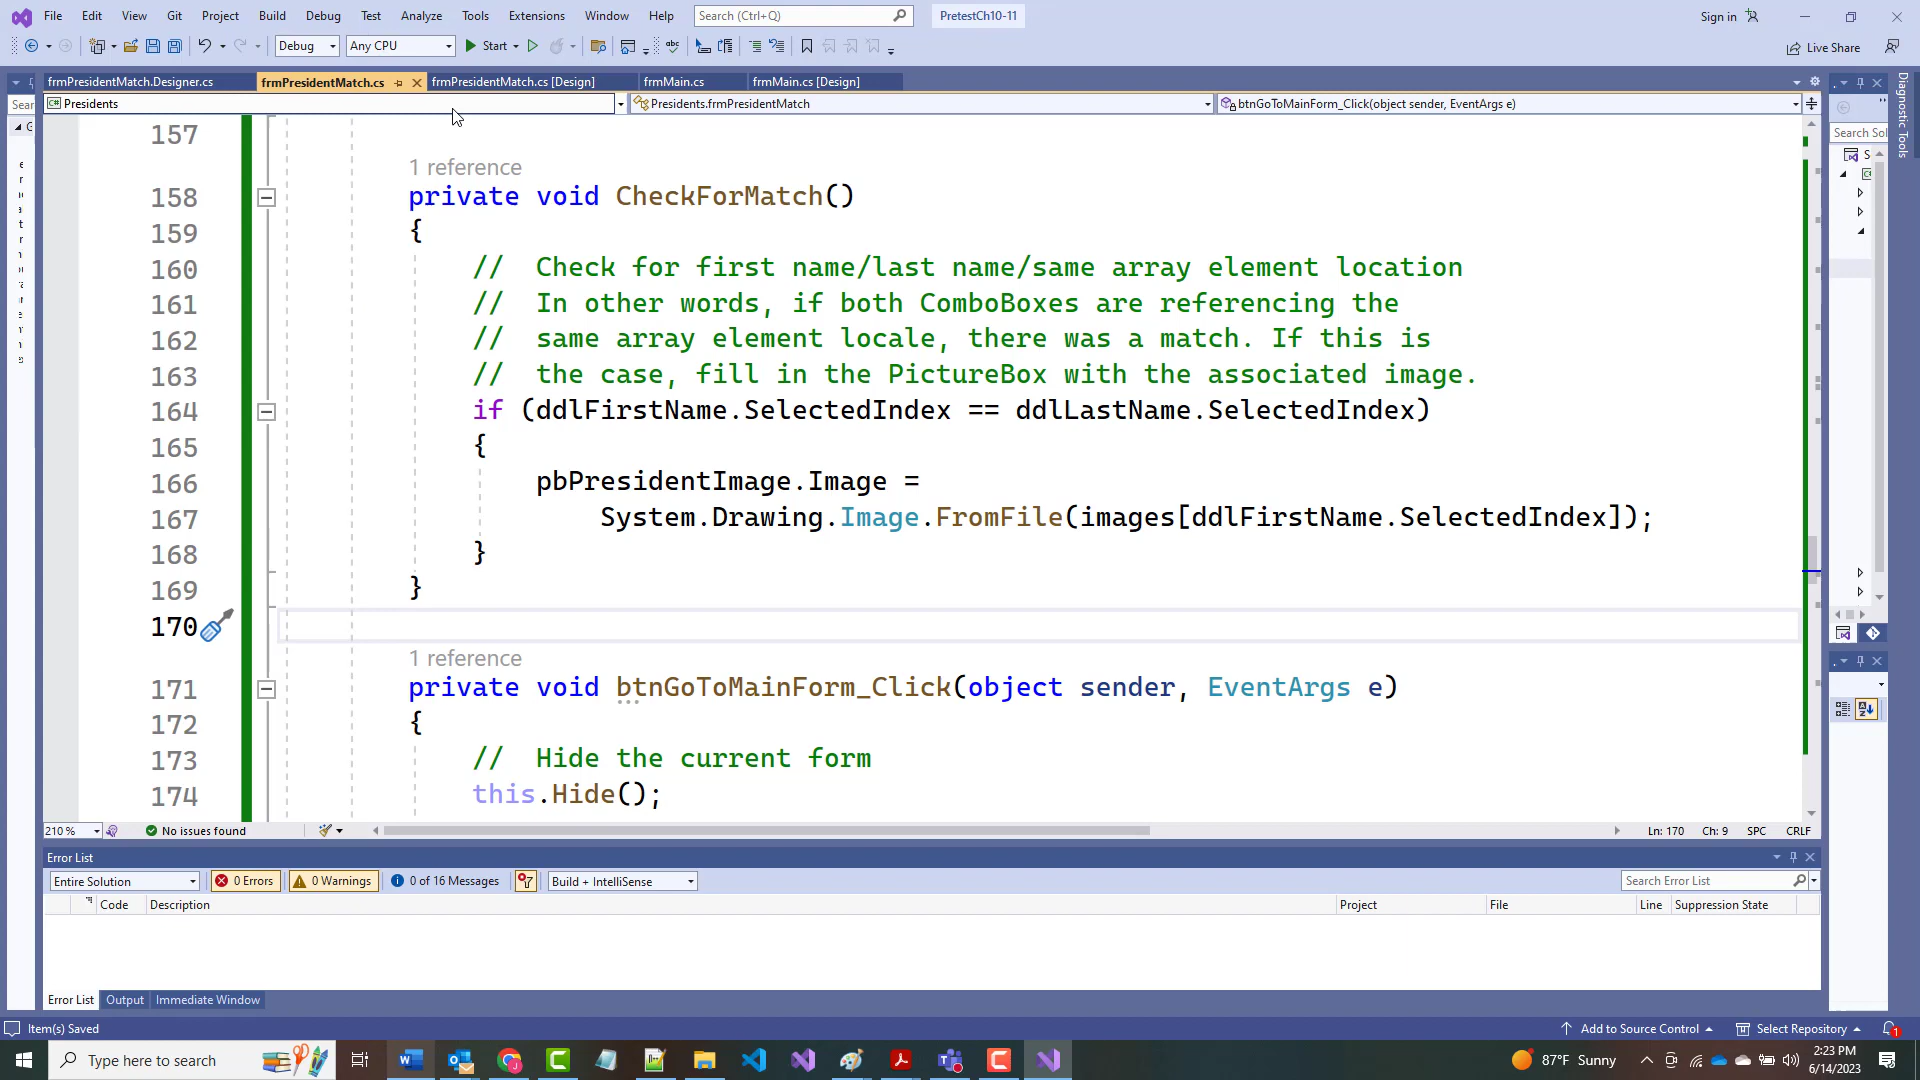 File Edit View Git Project Build Debug Test Analyze Tools Extensions Window Help Search (Ctrl+Q) PretestCh10-11 Sign in
Debug Any CPU Start Live Share
frmPresidentMatch.Designer.cs frmPresidentMatch.cs frmPresidentMatch.cs [Design] frmMain.cs frmMain.cs [Design]
Presidents Presidents.frmPresidentMatch btnGoToMainForm_Click(object sender, EventArgs e)
Diagnostic Tools
Search Sol
157
1 reference
158 private void CheckForMatch()
159 {
160 // Check for first name/last name/same array element location
161 // In other words, if both ComboBoxes are referencing the
162 // same array element locale, there was a match. If this is
163 // the case, fill in the PictureBox with the associated image.
164 if (ddlFirstName.SelectedIndex == ddlLastName.SelectedIndex)
165 {
166 pbPresidentImage.Image =
167 System.Drawing.Image.FromFile(images[ddlFirstName.SelectedIndex]);
168 }
169 }
170
1 reference
171 private void btnGoToMainForm_Click(object sender, EventArgs e)
172 {
173 // Hide the current form
174 this.Hide();
210 % No issues found Ln: 170 Ch: 9 SPC CRLF
Error List
Entire Solution 0 Errors 0 Warnings 0 of 16 Messages Build + IntelliSense Search Error List
Code Description Project File Line Suppression State
Error List Output Immediate Window
Item(s) Saved Add to Source Control Select Repository 1
Type here to search 87°F Sunny 2:23 PM
6/14/2023